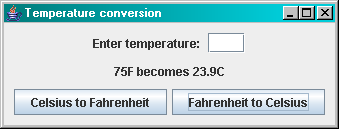 Temperature conversion
Enter temperature:
75F becomes 23.9C
Celsius to Fahrenheit Fahrenheit to Celsius